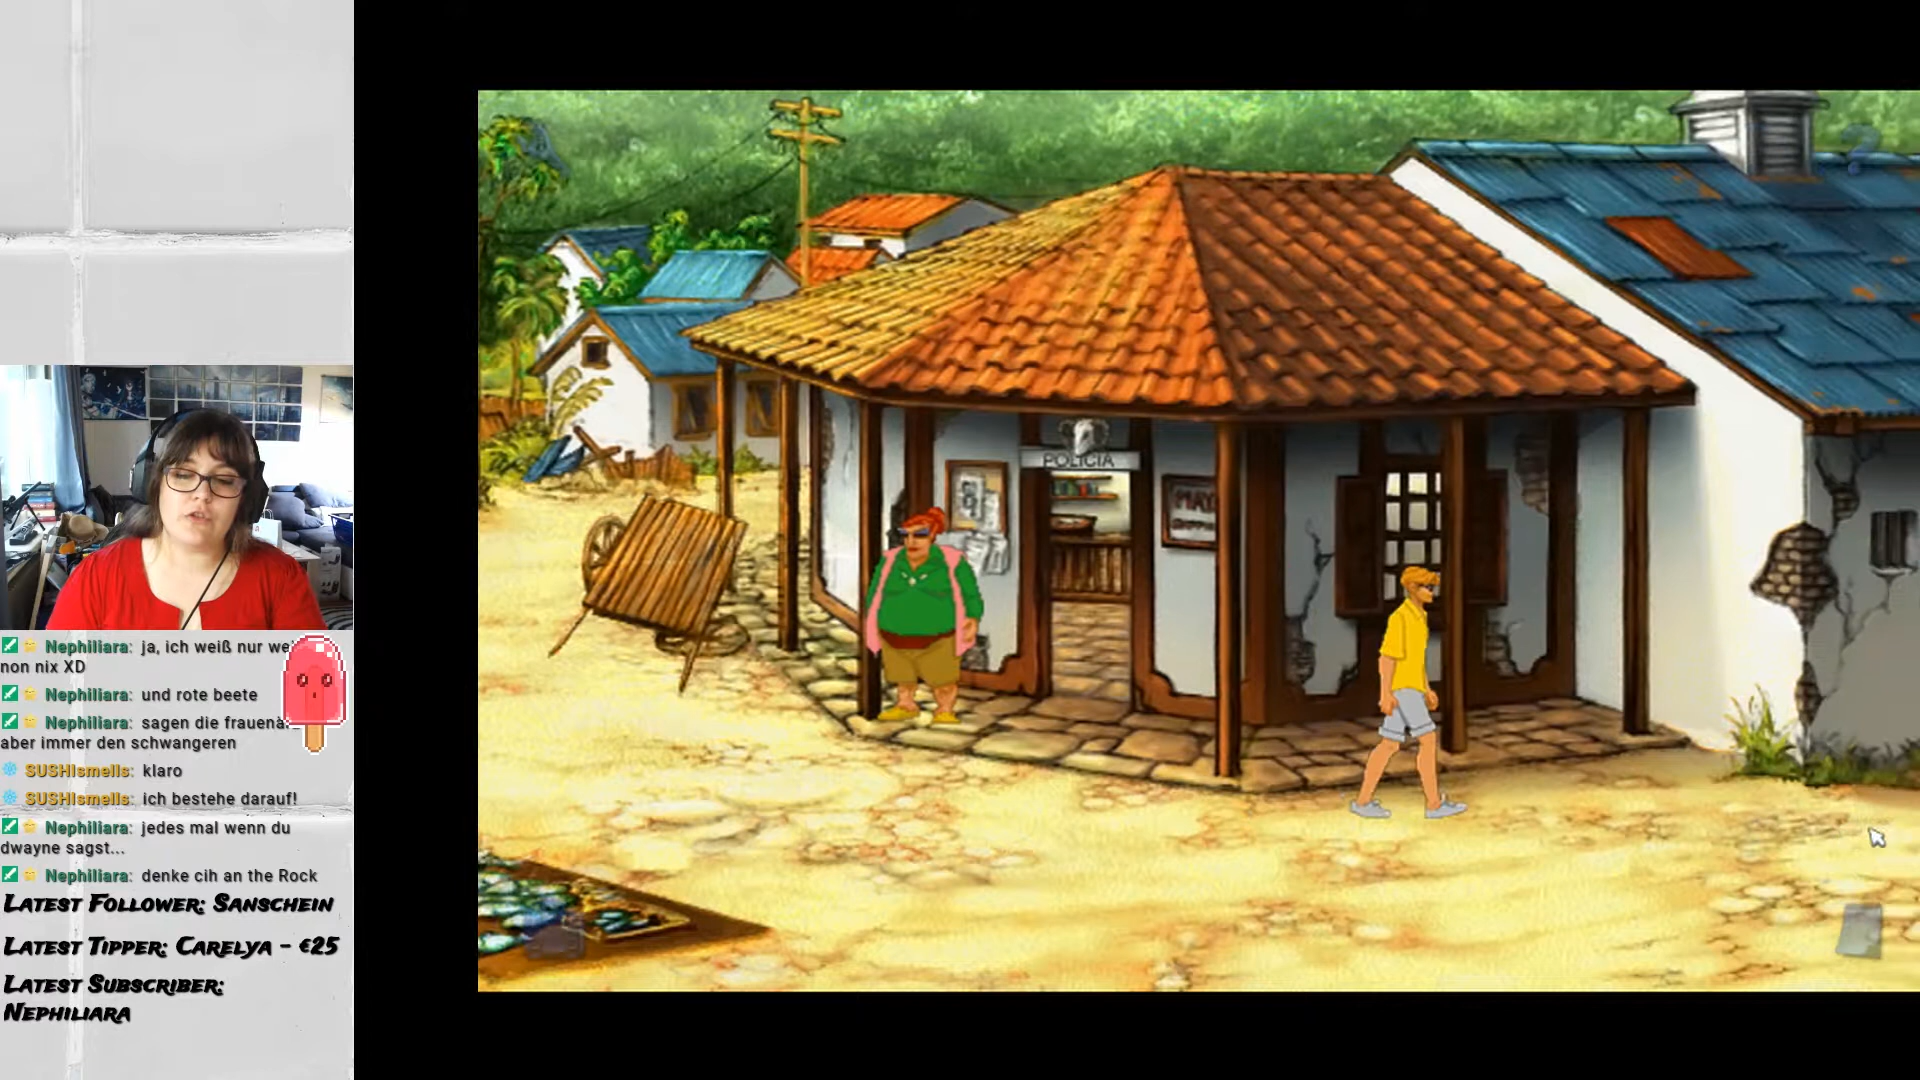 POLICIA
Nephiliara: ja, ich weiß nur we
non nix XD
Nephiliara: und rote beete
Nephiliara: sagen die frauenä
aber immer den schwangeren
SUSHIsmells: klaro
SUSHIsmells: ich bestehe darauf!
Nephiliara: jedes mal wenn du
dwayne sagst...
Nephiliara: denke cih an the Rock
Latest Follower: Sanschein
Latest Tipper: Carelya - €25
Latest Subscriber:
Nephiliara